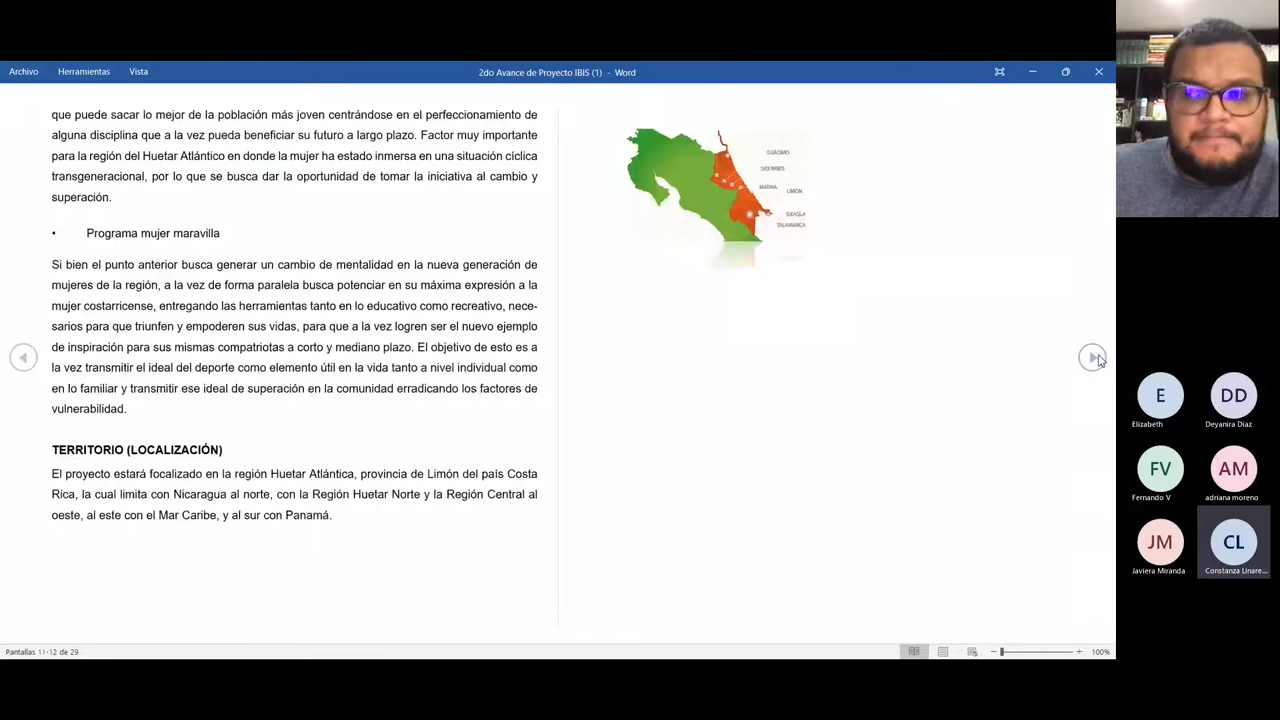 Archivo Herramientas Vista
2do Avance de Proyecto IBIS (1) - Word
que puede sacar lo mejor de la población más joven centrándose en el perfeccionamiento de
alguna disciplina que a la vez pueda beneficiar su futuro a largo plazo. Factor muy importante
para la región del Huetar Atlántico en donde la mujer ha estado inmersa en una situación cíclica
transgeneracional, por lo que se busca dar la oportunidad de tomar la iniciativa al cambio y
superación.
• Programa mujer maravilla
Si bien el punto anterior busca generar un cambio de mentalidad en la nueva generación de
mujeres de la región, a la vez de forma paralela busca potenciar en su máxima expresión a la
mujer costarricense, entregando las herramientas tanto en lo educativo como recreativo, nece-
sarios para que triunfen y empoderen sus vidas, para que a la vez logren ser el nuevo ejemplo
de inspiración para sus mismas compatriotas a corto y mediano plazo. El objetivo de esto es a
la vez transmitir el ideal del deporte como elemento útil en la vida tanto a nivel individual como
en lo familiar y transmitir ese ideal de superación en la comunidad erradicando los factores de
vulnerabilidad.
TERRITORIO (LOCALIZACIÓN)
El proyecto estará focalizado en la región Huetar Atlántica, provincia de Limón del país Costa
Rica, la cual limita con Nicaragua al norte, con la Región Huetar Norte y la Región Central al
oeste, al este con el Mar Caribe, y al sur con Panamá.
GUÁCIMO
SIQUIRRES
MATINA
LIMÓN
SIXAOLA
TALAMANCA
Pantallas 11-12 de 29
100%
E DD
Elizabeth Deyanira Diaz
FV AM
Fernando V adriana moreno
JM CL
Javiera Miranda Constanza Linare...